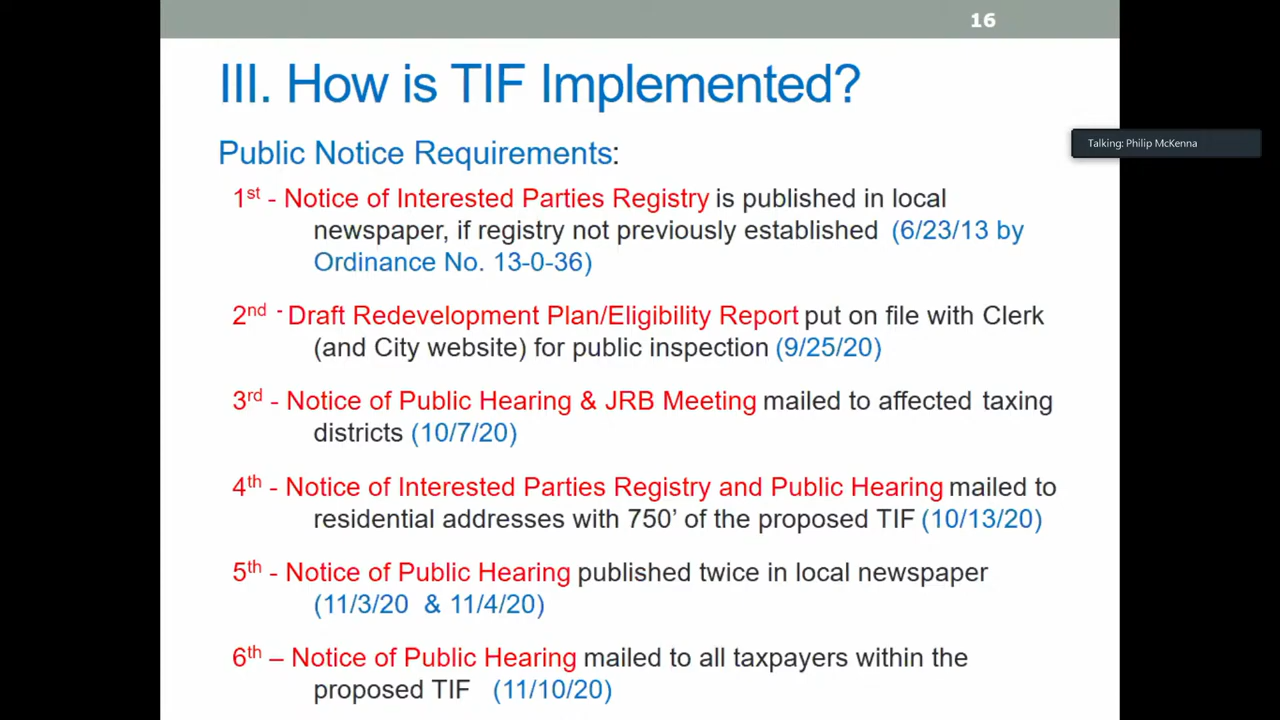 16
III. How is TIF Implemented?
Talking: Philip McKenna
Public Notice Requirements:
1st - Notice of Interested Parties Registry is published in local
newspaper, if registry not previously established (6/23/13 by
Ordinance No. 13-0-36)
2nd - Draft Redevelopment Plan/Eligibility Report put on file with Clerk
(and City website) for public inspection (9/25/20)
3rd - Notice of Public Hearing & JRB Meeting mailed to affected taxing
districts (10/7/20)
4th - Notice of Interested Parties Registry and Public Hearing mailed to
residential addresses with 750’ of the proposed TIF (10/13/20)
5th - Notice of Public Hearing published twice in local newspaper
(11/3/20 & 11/4/20)
6th – Notice of Public Hearing mailed to all taxpayers within the
proposed TIF (11/10/20)